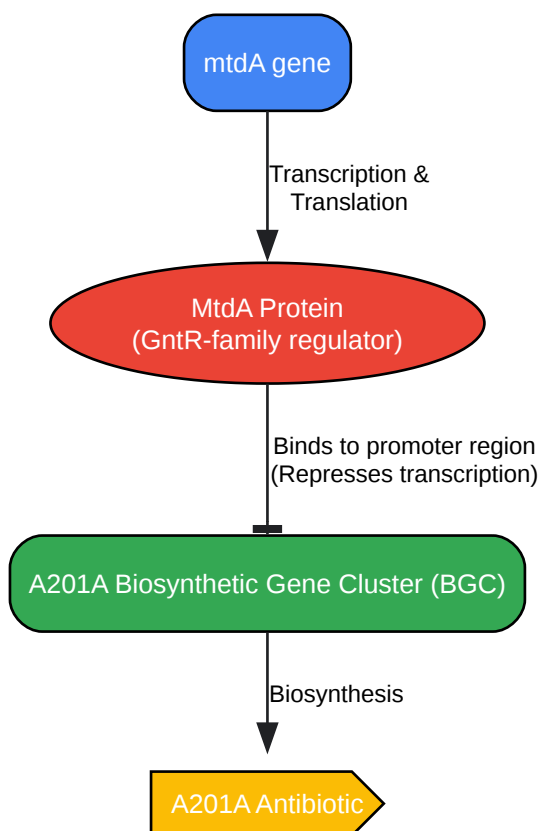 mtdA gene
Transcription &
Translation
MtdA Protein
(GntR-family regulator)
Binds to promoter region
(Represses transcription)
A201A Biosynthetic Gene Cluster (BGC)
Biosynthesis
A201A Antibiotic